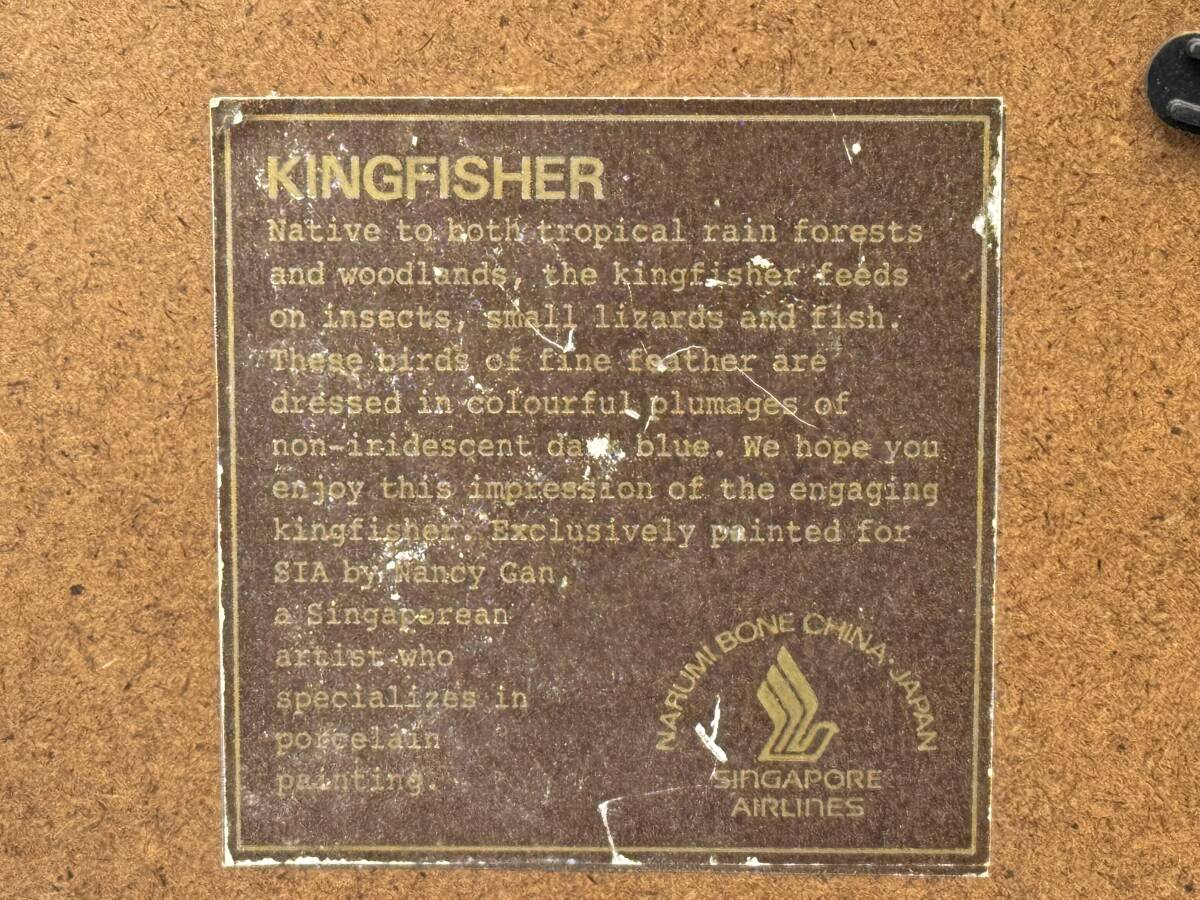 KINGFISHER
Native to both tropical rain forests
and woodlands, the kingfisher feeds
on insects, small lizards and fish.
These birds of fine feather are
dressed in colourful plumages of
non-iridescent dark blue. We hope you
enjoy this impression of the engaging
kingfisher. Exclusively painted for
SIA by Nancy Gan,
a Singaporean
artist who
specializes in
porcelain
painting.
NARUMI BONE CHINA·JAPAN
SINGAPORE
AIRLINES